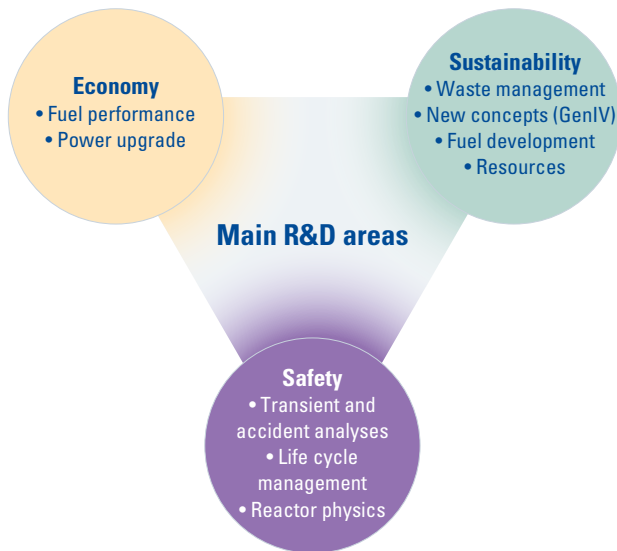 Economy
• Fuel performance
• Power upgrade
Sustainability
• Waste management
• New concepts (GenIV)
• Fuel development
• Resources
Main R&D areas
Safety
• Transient and
accident analyses
• Life cycle
management
• Reactor physics